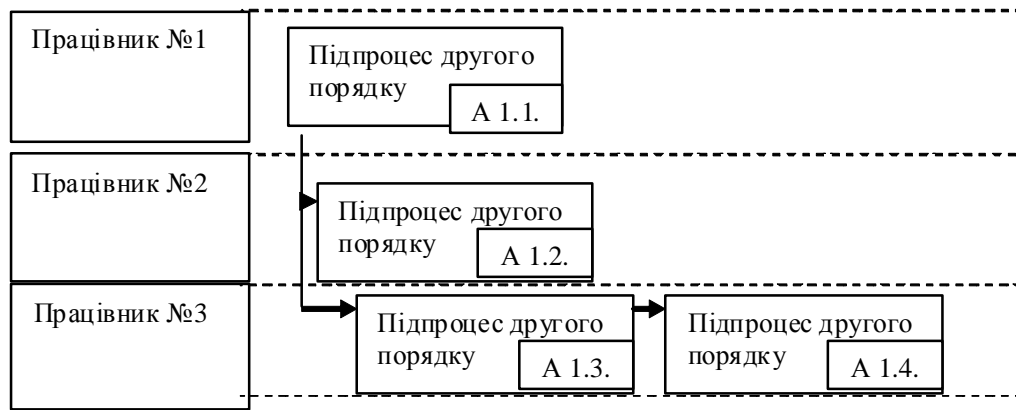 Працівник №1
Підпроцес другого
порядку
А 1.1.
Працівник №2
Підпроцес другого
порядку
А 1.2.
Працівник №3
Підпроцес другого
порядку
А 1.3.
Підпроцес другого
порядку
А 1.4.